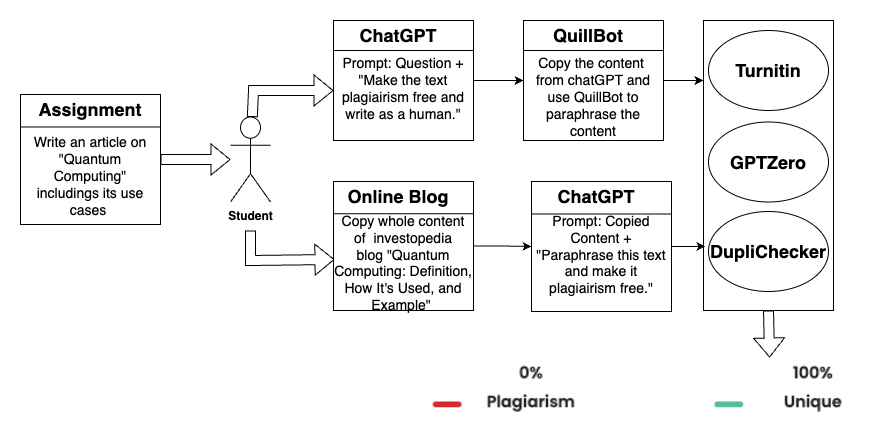 Assignment
Write an article on
"Quantum
Computing"
includings its use
cases
Student
ChatGPT
Prompt: Question +
"Make the text
plagiairism free and
write as a human."
QuillBot
Copy the content
from chatGPT and
use QuillBot to
paraphrase the
content
Online Blog
Copy whole content
of investopedia
blog "Quantum
Computing: Definition,
How It's Used, and
Example"
ChatGPT
Prompt: Copied
Content +
"Paraphrase this text
and make it
plagiairism free."
Turnitin
GPTZero
DupliChecker
0%
Plagiarism
100%
Unique